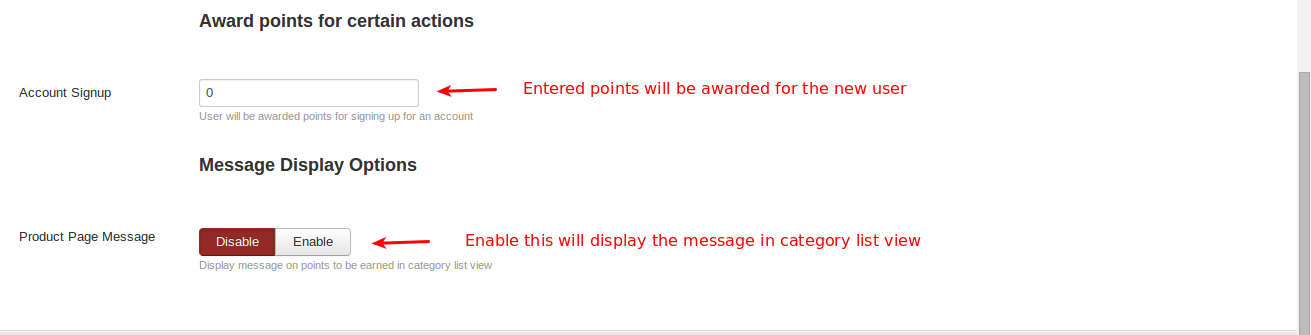 Award points for certain actions
Account Signup
0
Entered points will be awarded for the new user
User will be awarded points for signing up for an account
Message Display Options
Product Page Message
Disable Enable
Enable this will display the message in category list view
Display message on points to be earned in category list view